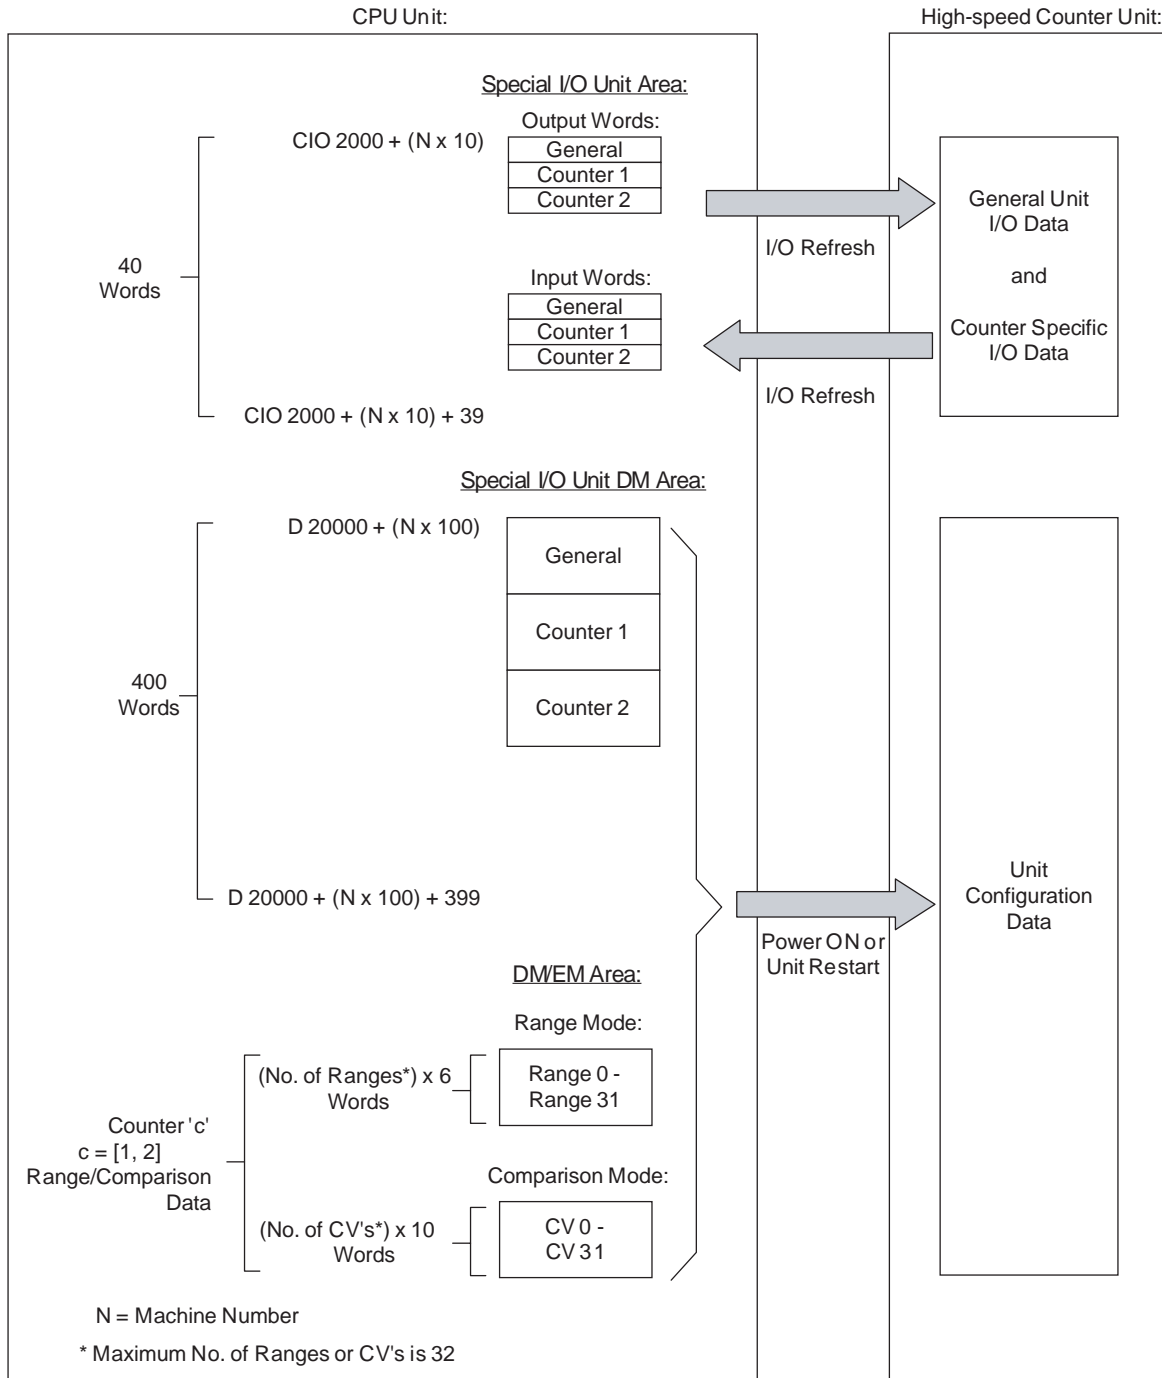 CPU Unit:
High-speed Counter Unit:
Special I/O Unit Area:
Output Words:
CIO 2000 + (N x 10)
General
Counter 1
Counter 2
I/O Refresh
General Unit
I/O Data
and
Counter Specific
I/O Data
40
Words
Input Words:
General
Counter 1
Counter 2
I/O Refresh
CIO 2000 + (N x 10) + 39
Special I/O Unit DM Area:
D 20000 + (N x 100)
General
Counter 1
Counter 2
400
Words
D 20000 + (N x 100) + 399
Power ON or
Unit Restart
Unit
Configuration
Data
DM/EM Area:
Range Mode:
(No. of Ranges*) x 6
Words
Range 0 -
Range 31
Counter 'c'
c = [1, 2]
Range/Comparison
Data
Comparison Mode:
(No. of CV's*) x 10
Words
CV 0 -
CV 31
N = Machine Number
* Maximum No. of Ranges or CV's is 32